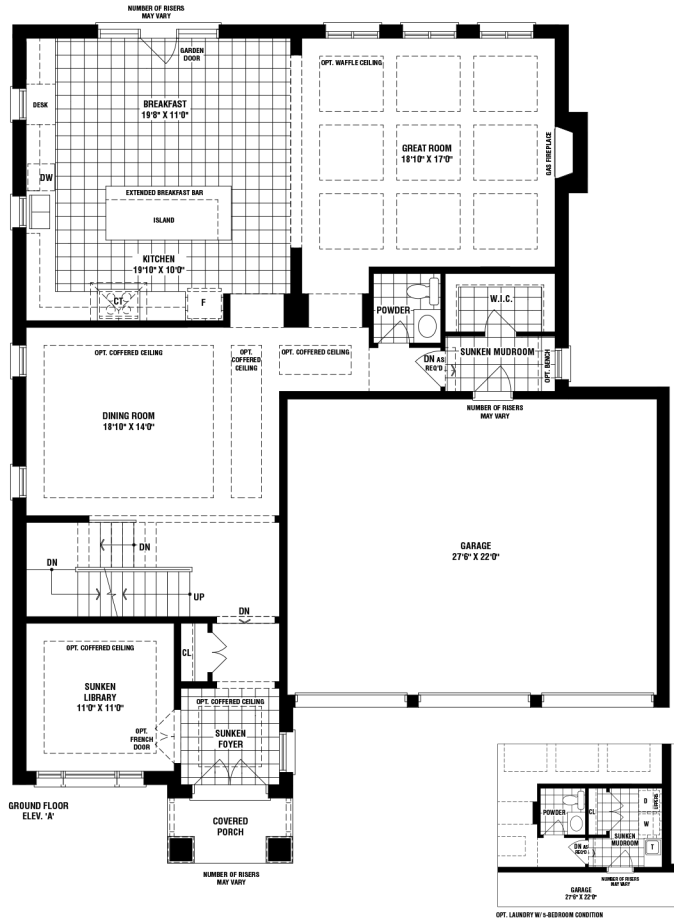 NUMBER OF RISERS
MAY VARY
GARDEN
DOOR
OPT. WAFFLE CEILING
DESK
BREAKFAST
19'8" X 11'0"
GREAT ROOM
18'10" X 17'0"
GAS FIREPLACE
DW
EXTENDED BREAKFAST BAR
ISLAND
KITCHEN
19'10" X 10'0"
CT
F
POWDER
W.I.C.
OPT. COFFERED CEILING
OPT.
COFFERED
CEILING
OPT. COFFERED CEILING
SUNKEN MUDROOM
DN AS
REQ'D
OPT. BENCH
NUMBER OF RISERS
MAY VARY
DINING ROOM
18'10" X 14'0"
GARAGE
27'6" X 22'0"
DN
DN
UP
DN
OPT. COFFERED CEILING
CL
SUNKEN
LIBRARY
11'0" X 11'0"
OPT. COFFERED CEILING
OPT.
FRENCH
DOOR
SUNKEN
FOYER
GROUND FLOOR
ELEV. 'A'
COVERED
PORCH
NUMBER OF RISERS
MAY VARY
POWDER
CL
D
UPPERS
W
SUNKEN
MUDROOM
DN AS
REQ'D
T
NUMBER OF RISERS
MAY VARY
GARAGE
27'6" X 22'0"
OPT. LAUNDRY W/ 5-BEDROOM CONDITION